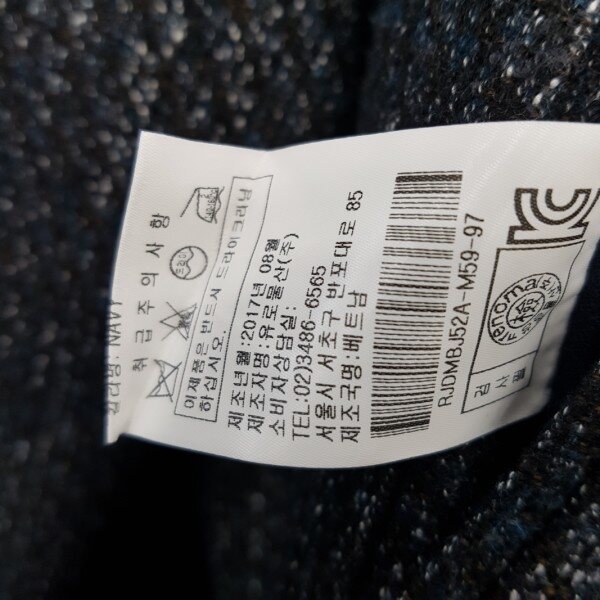 컬러명: NAVY
취급주의사항
이제품은 반드시 드라이크리닝
하십시오.
제조년월:2017년 08월
제조자명:유로물산(주)
소비자상담실:
TEL:02)3486-6565
서울시 서초구 반포대로 85
제조국명:베트남
RJDMBJ52A-M59-97
renoma
검